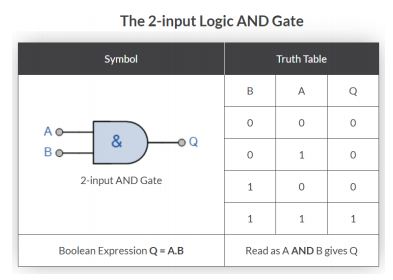 The 2-input Logic AND Gate
Symbol Truth Table
B A Q
0 0 0
0 1 0
1 0 0
1 1 1
A
B
&
Q
2-input AND Gate
Boolean Expression Q = A.B
Read as A AND B gives Q